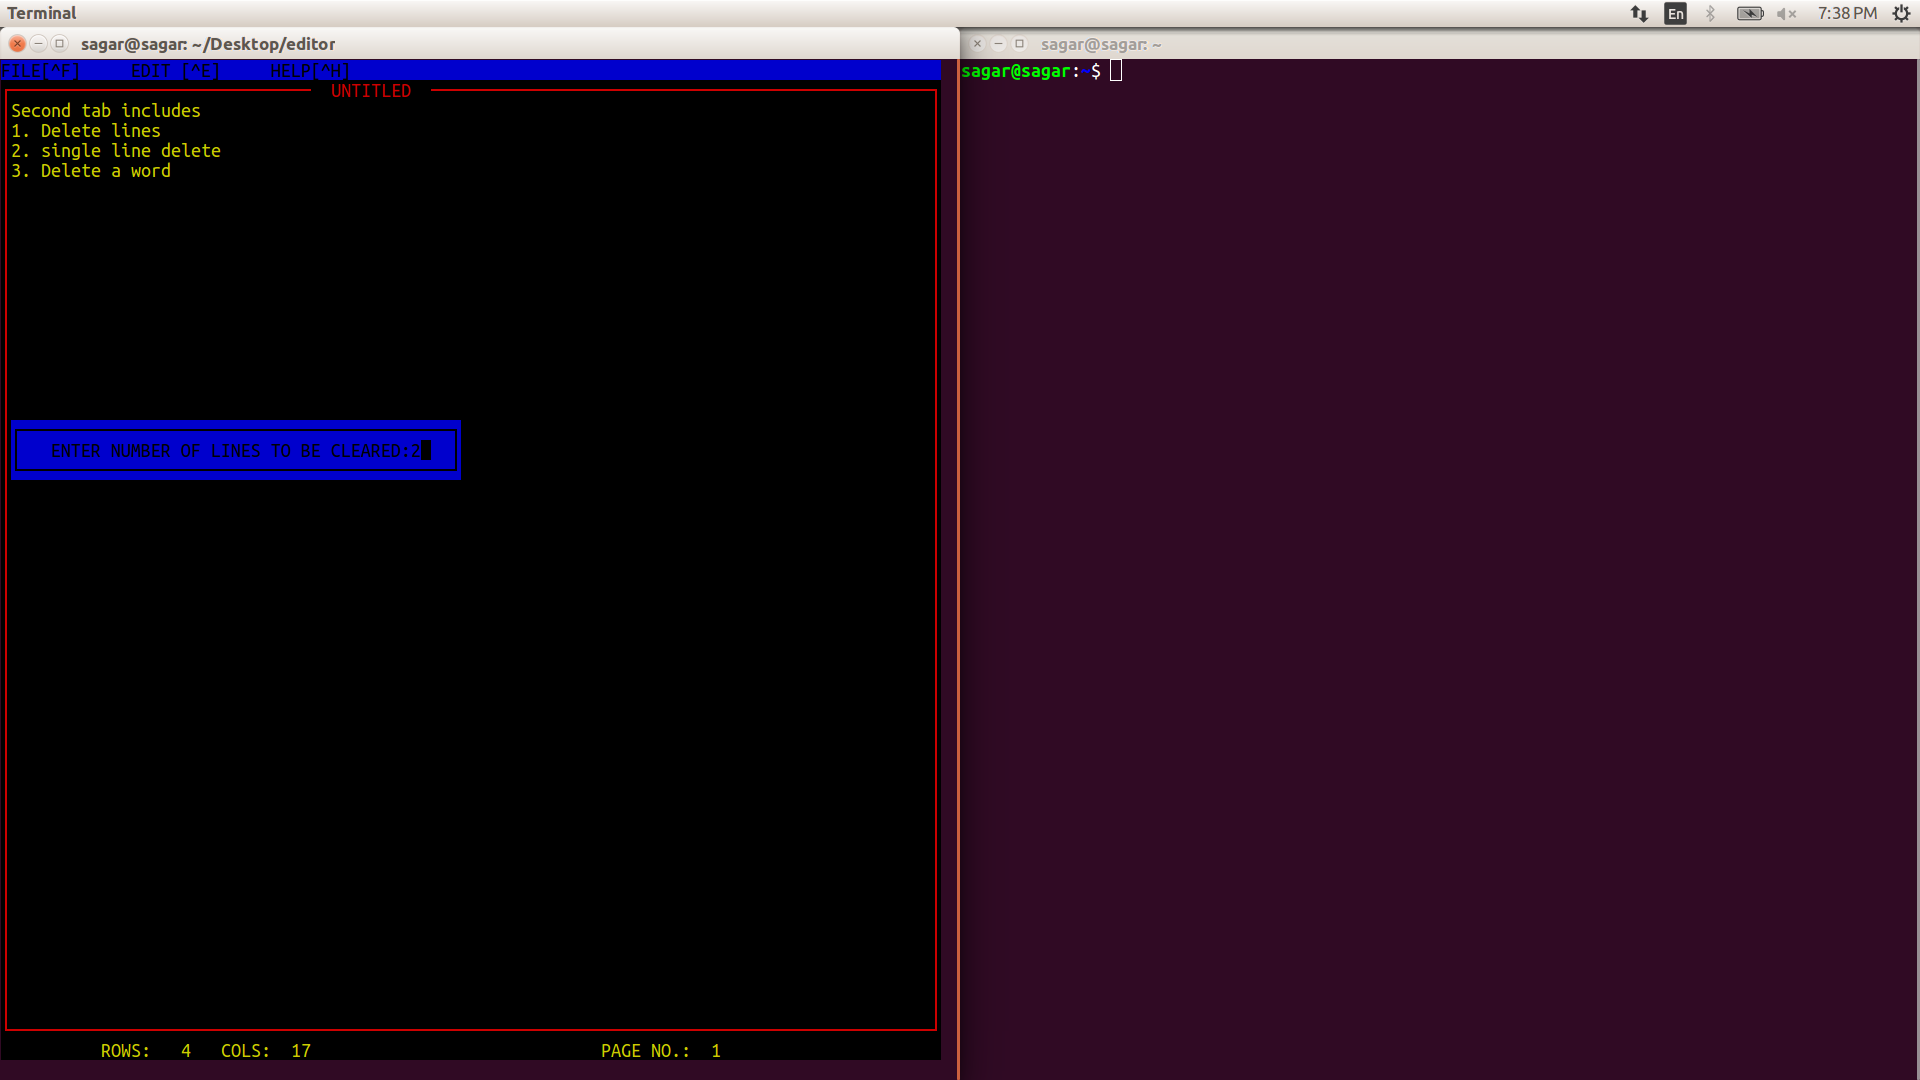 Terminal
En
7:38 PM
sagar@sagar: ~/Desktop/editor
sagar@sagar: ~
FILE[^F] EDIT [^E] HELP[^H]
UNTITLED
Second tab includes
1. Delete lines
2. single line delete
3. Delete a word
ENTER NUMBER OF LINES TO BE CLEARED:2
ROWS: 4 COLS: 17 PAGE NO.: 1
sagar@sagar:~$